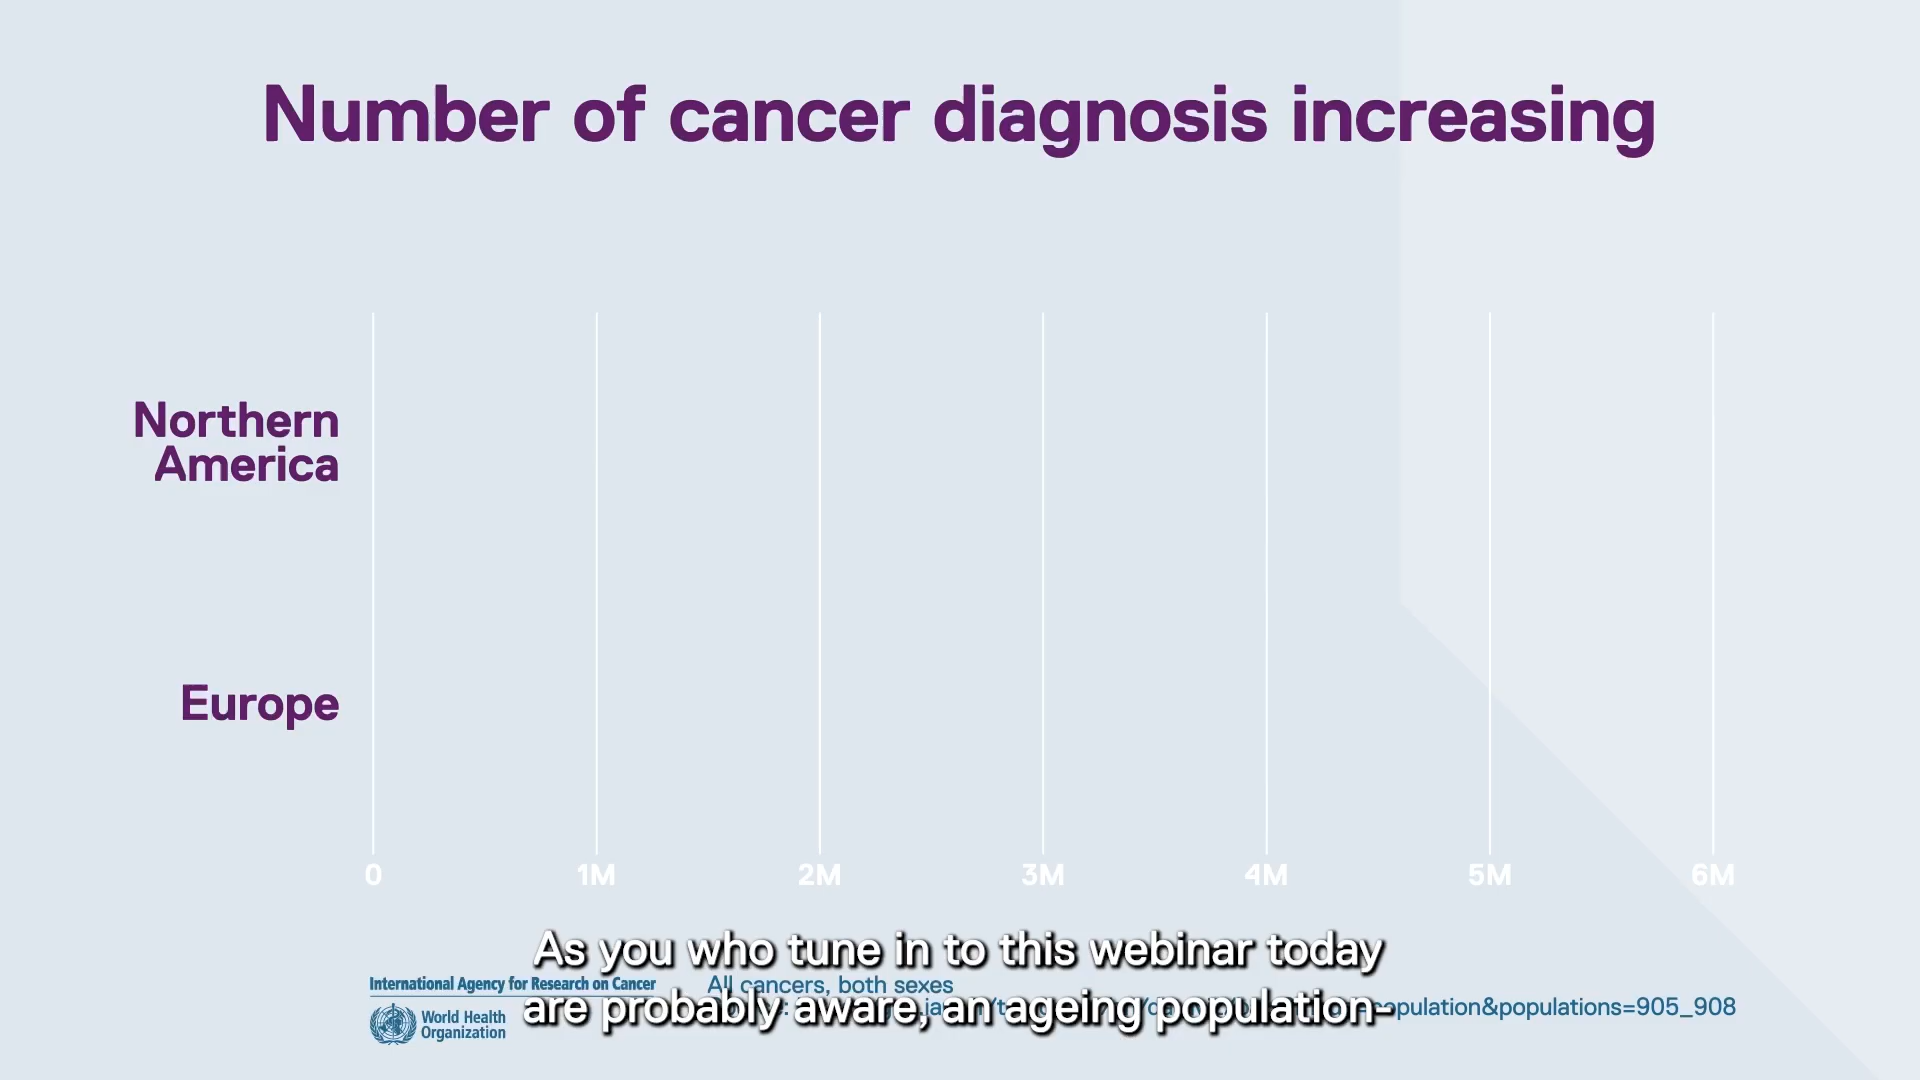 Number of cancer diagnosis increasing
Northern
America
Europe
0 1M 2M 3M 4M 5M 6M
As you who tune in to this webinar today
are probably aware, an ageing population-
International Agency for Research on Cancer
World Health
Organization
All cancers, both sexes
population&populations=905_908